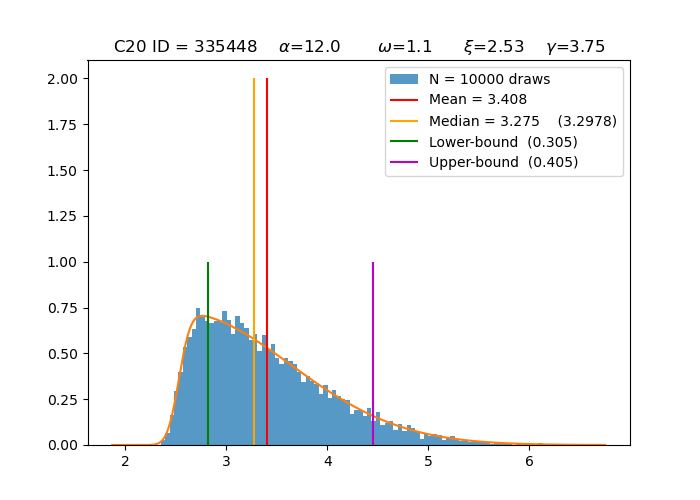 C20 ID = 335448    α=12.0    ω=1.1    ξ=2.53    γ=3.75
N = 10000 draws
Mean = 3.408
Median = 3.275    (3.2978)
Lower-bound  (0.305)
Upper-bound  (0.405)
2.00
1.75
1.50
1.25
1.00
0.75
0.50
0.25
0.00
2 3 4 5 6